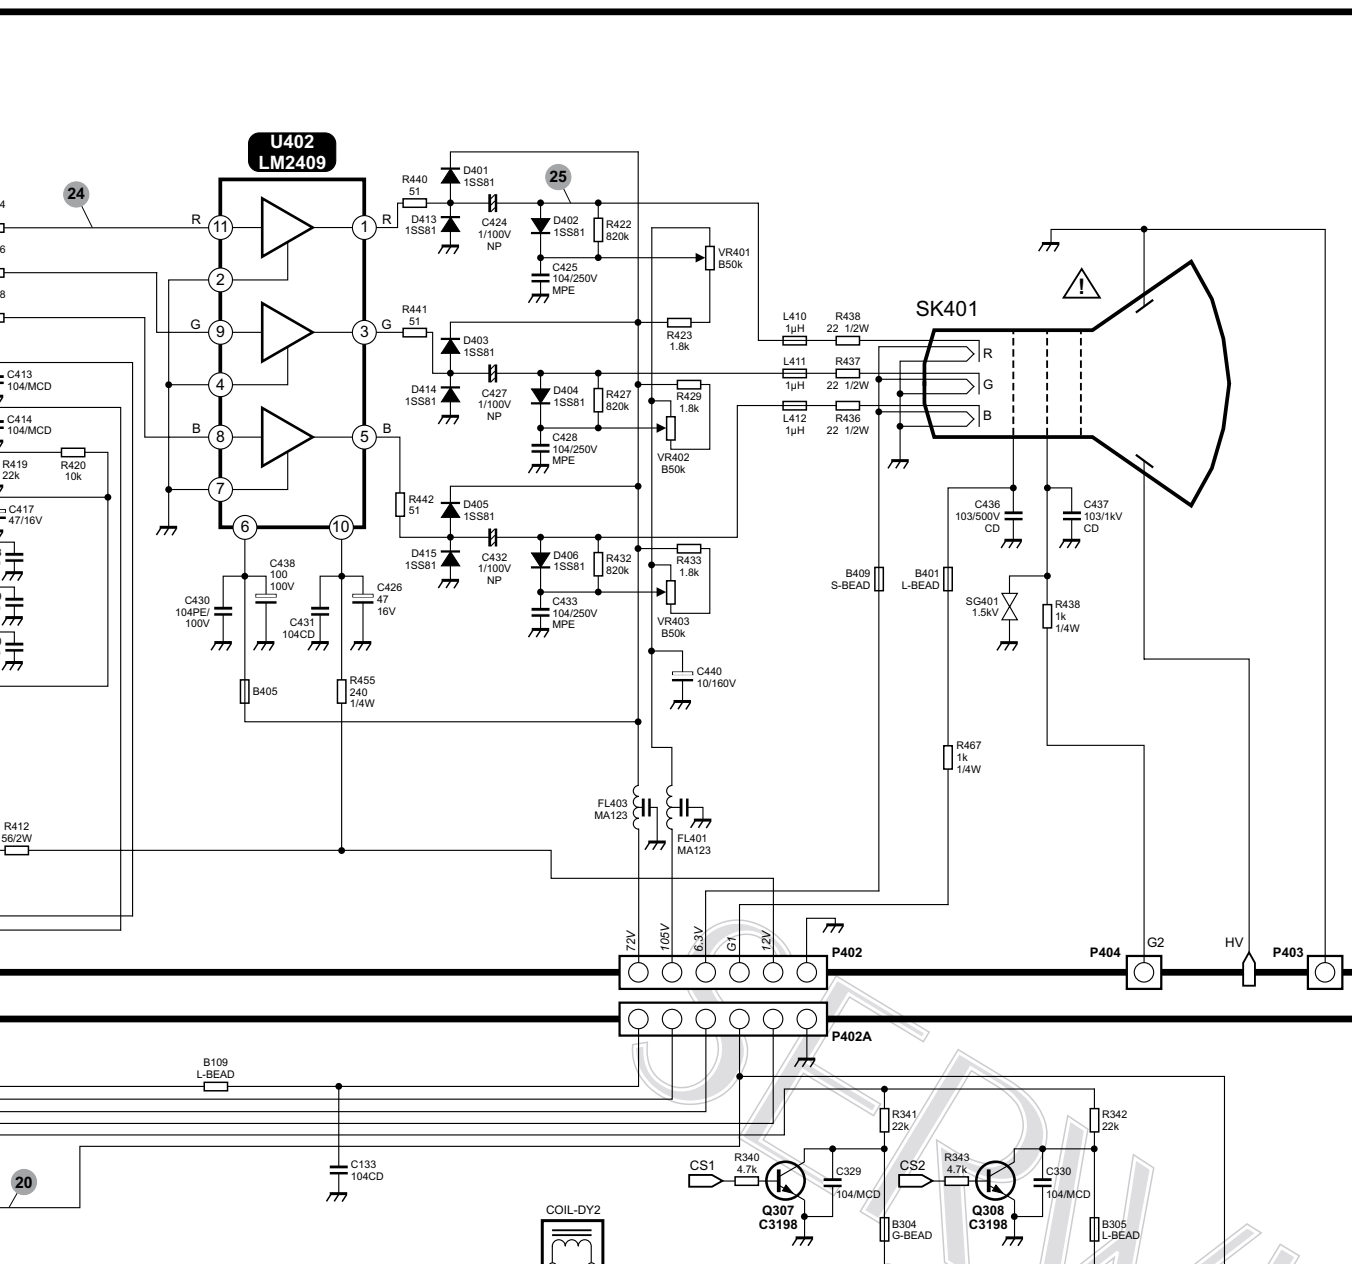 U402
LM2409
24
25
4
6
8
R
11
1
R
2
G
9
3
G
4
B
8
5
B
7
6
10
R440
51
D401
1SS81
D413
1SS81
C424
1/100V
NP
D402
1SS81
R422
820k
C425
104/250V
MPE
VR401
B50k
R423
1.8k
R441
51
D403
1SS81
D414
1SS81
C427
1/100V
NP
D404
1SS81
R427
820k
C428
104/250V
MPE
R429
1.8k
VR402
B50k
R442
51
D405
1SS81
D415
1SS81
C432
1/100V
NP
D406
1SS81
R432
820k
C433
104/250V
MPE
R433
1.8k
VR403
B50k
L410
1µH
R438
22 1/2W
L411
1µH
R437
22 1/2W
L412
1µH
R436
22 1/2W
SK401
!
R
G
B
C413
104/MCD
C414
104/MCD
R419
22k
R420
10k
C417
47/16V
C438
100
100V
C430
104PE/
100V
C431
104CD
C426
47
16V
B405
R455
240
1/4W
C440
10/160V
C436
103/500V
CD
C437
103/1kV
CD
B409
S-BEAD
B401
L-BEAD
SG401
1.5kV
R438
1k
1/4W
R467
1k
1/4W
R412
56/2W
FL403
MA123
FL401
MA123
72V
105V
6.3V
G1
12V
P402
P404
G2
HV
P403
P402A
B109
L-BEAD
C133
104CD
20
COIL-DY2
CS1
R340
4.7k
Q307
C3198
C329
104/MCD
R341
22k
B304
G-BEAD
CS2
R343
4.7k
Q308
C3198
C330
104/MCD
R342
22k
B305
L-BEAD